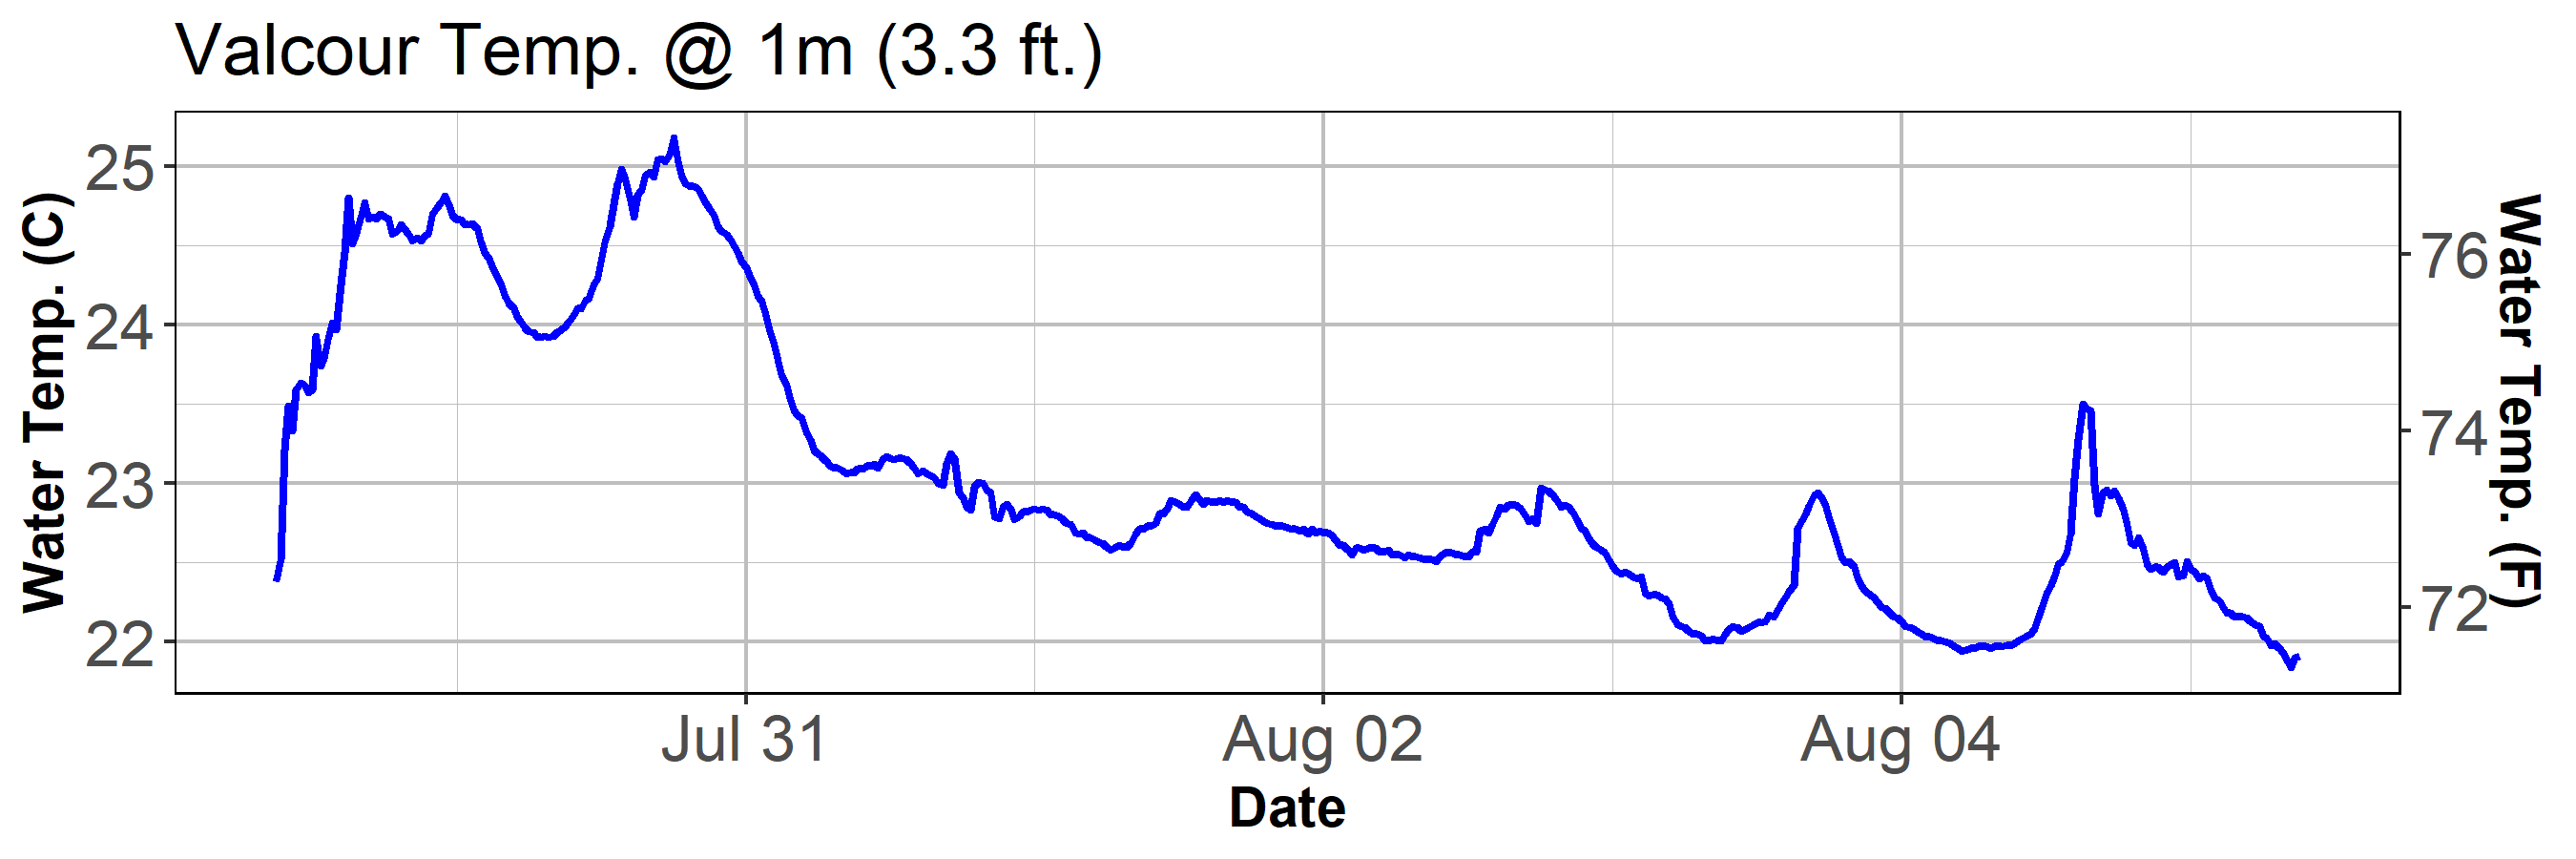 Valcour Temp. @ 1m (3.3 ft.)
Water Temp. (C)
25
24
23
22
76
74
72
Water Temp. (F)
Jul 31
Aug 02
Aug 04
Date